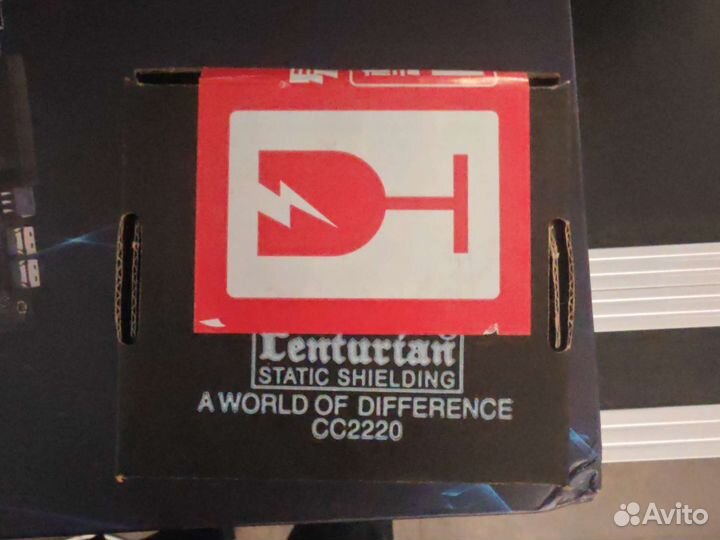 Centurian
STATIC SHIELDING
A WORLD OF DIFFERENCE
CC2220
Avito